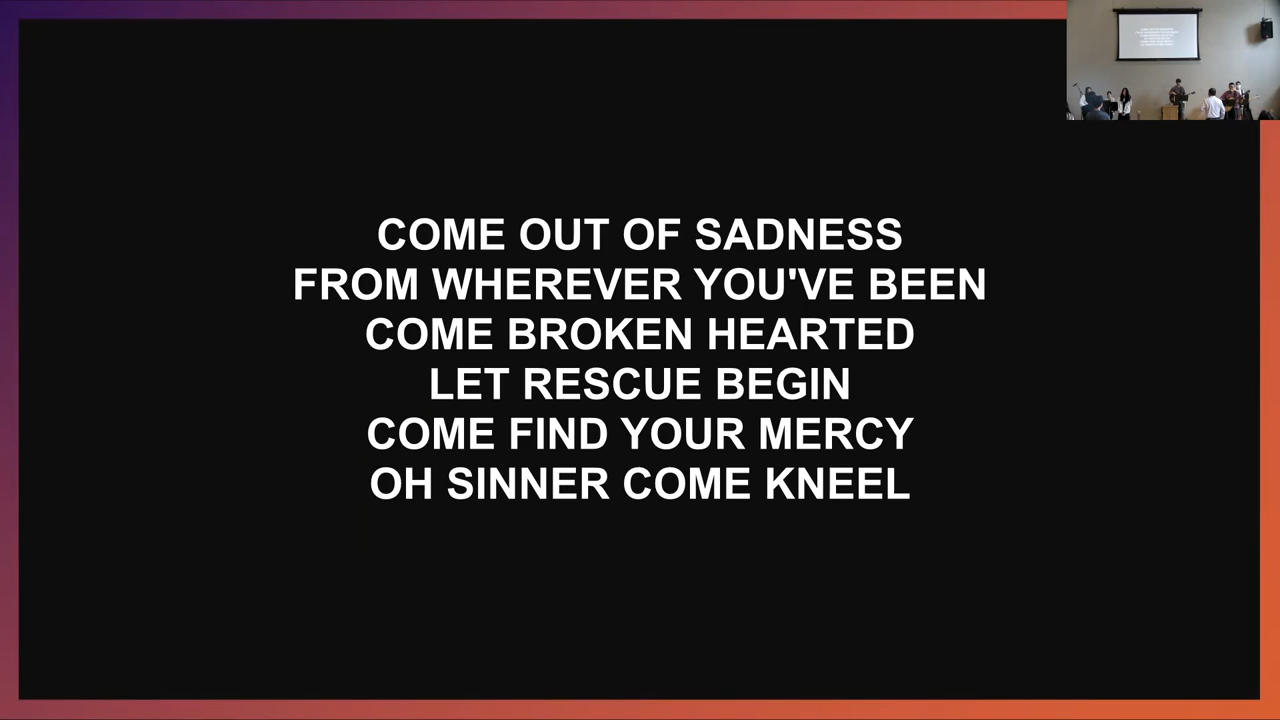 COME OUT OF SADNESS
FROM WHEREVER YOU'VE BEEN
COME BROKEN HEARTED
LET RESCUE BEGIN
COME FIND YOUR MERCY
OH SINNER COME KNEEL